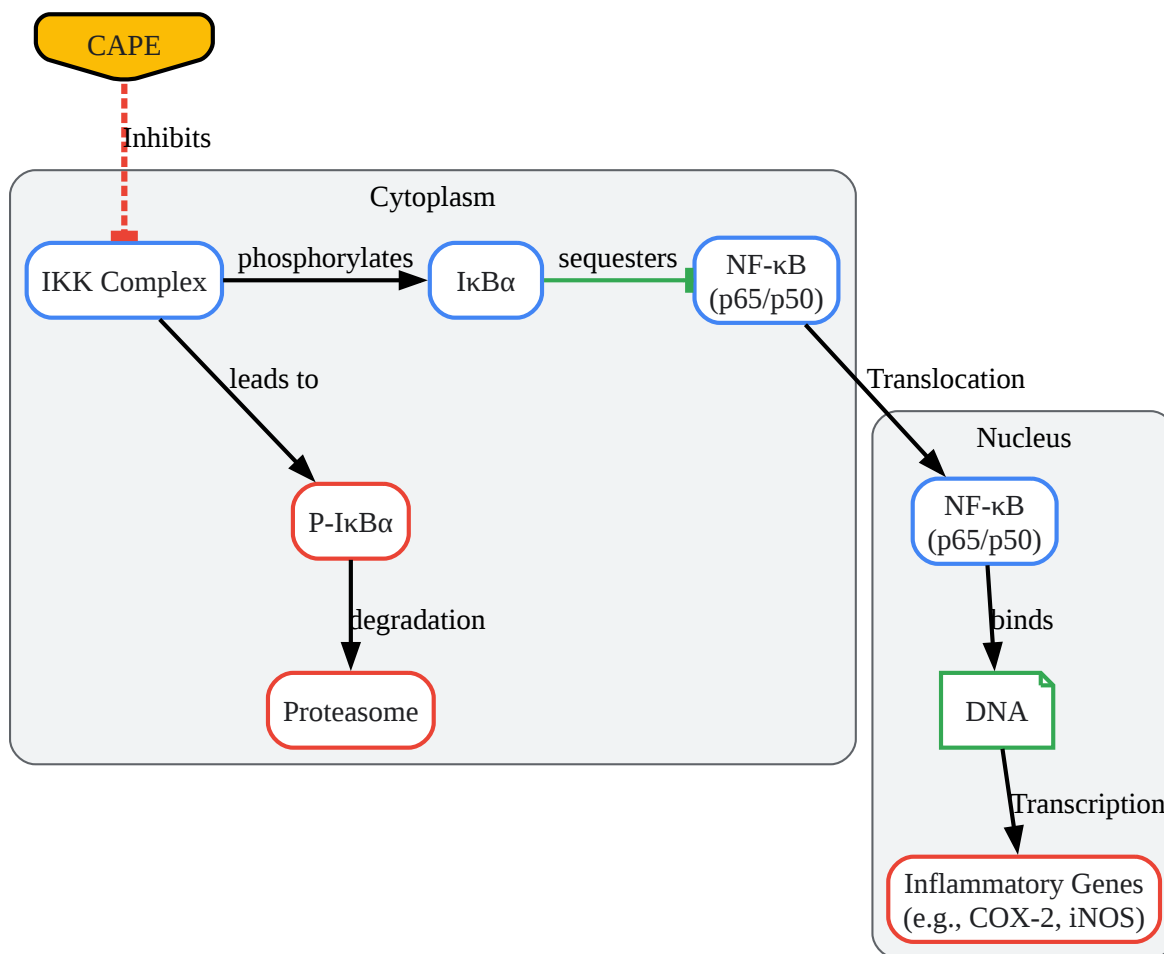 CAPE
Inhibits
Cytoplasm
IKK Complex
phosphorylates
IκBα
sequesters
NF-κB
(p65/p50)
leads to
Translocation
Nucleus
P-IκBα
NF-κB
(p65/p50)
degradation
binds
Proteasome
DNA
Transcription
Inflammatory Genes
(e.g., COX-2, iNOS)